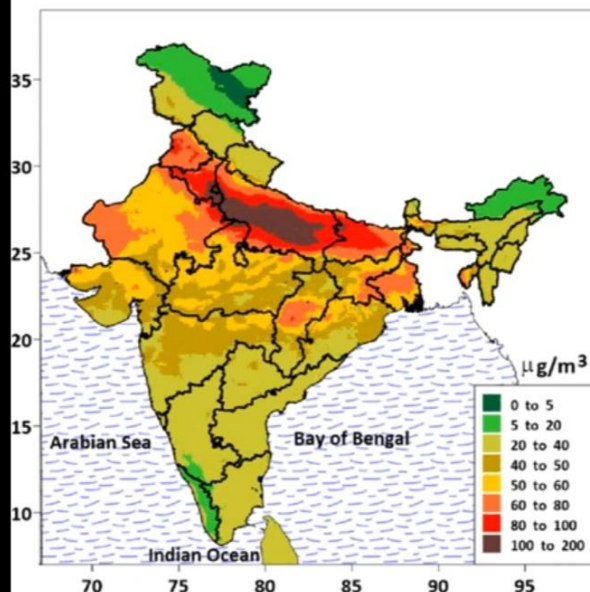 35
30
25
20
15
10
μg/m³
0 to 5
5 to 20
20 to 40
40 to 50
50 to 60
60 to 80
80 to 100
100 to 200
Arabian Sea
Bay of Bengal
Indian Ocean
70 75 80 85 90 95